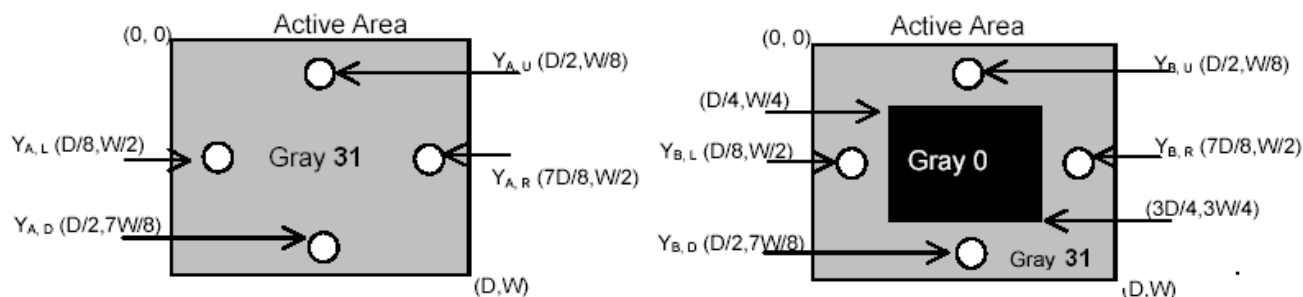 Active Area
(0, 0)
YA, U (D/2,W/8)
YA, L (D/8,W/2)
Gray 31
YA, R (7D/8,W/2)
YA, D (D/2,7W/8)
(D,W)
Active Area
(0, 0)
YB, U (D/2,W/8)
(D/4,W/4)
YB, L (D/8,W/2)
Gray 0
YB, R (7D/8,W/2)
(3D/4,3W/4)
YB, D (D/2,7W/8)
Gray 31
(D,W)